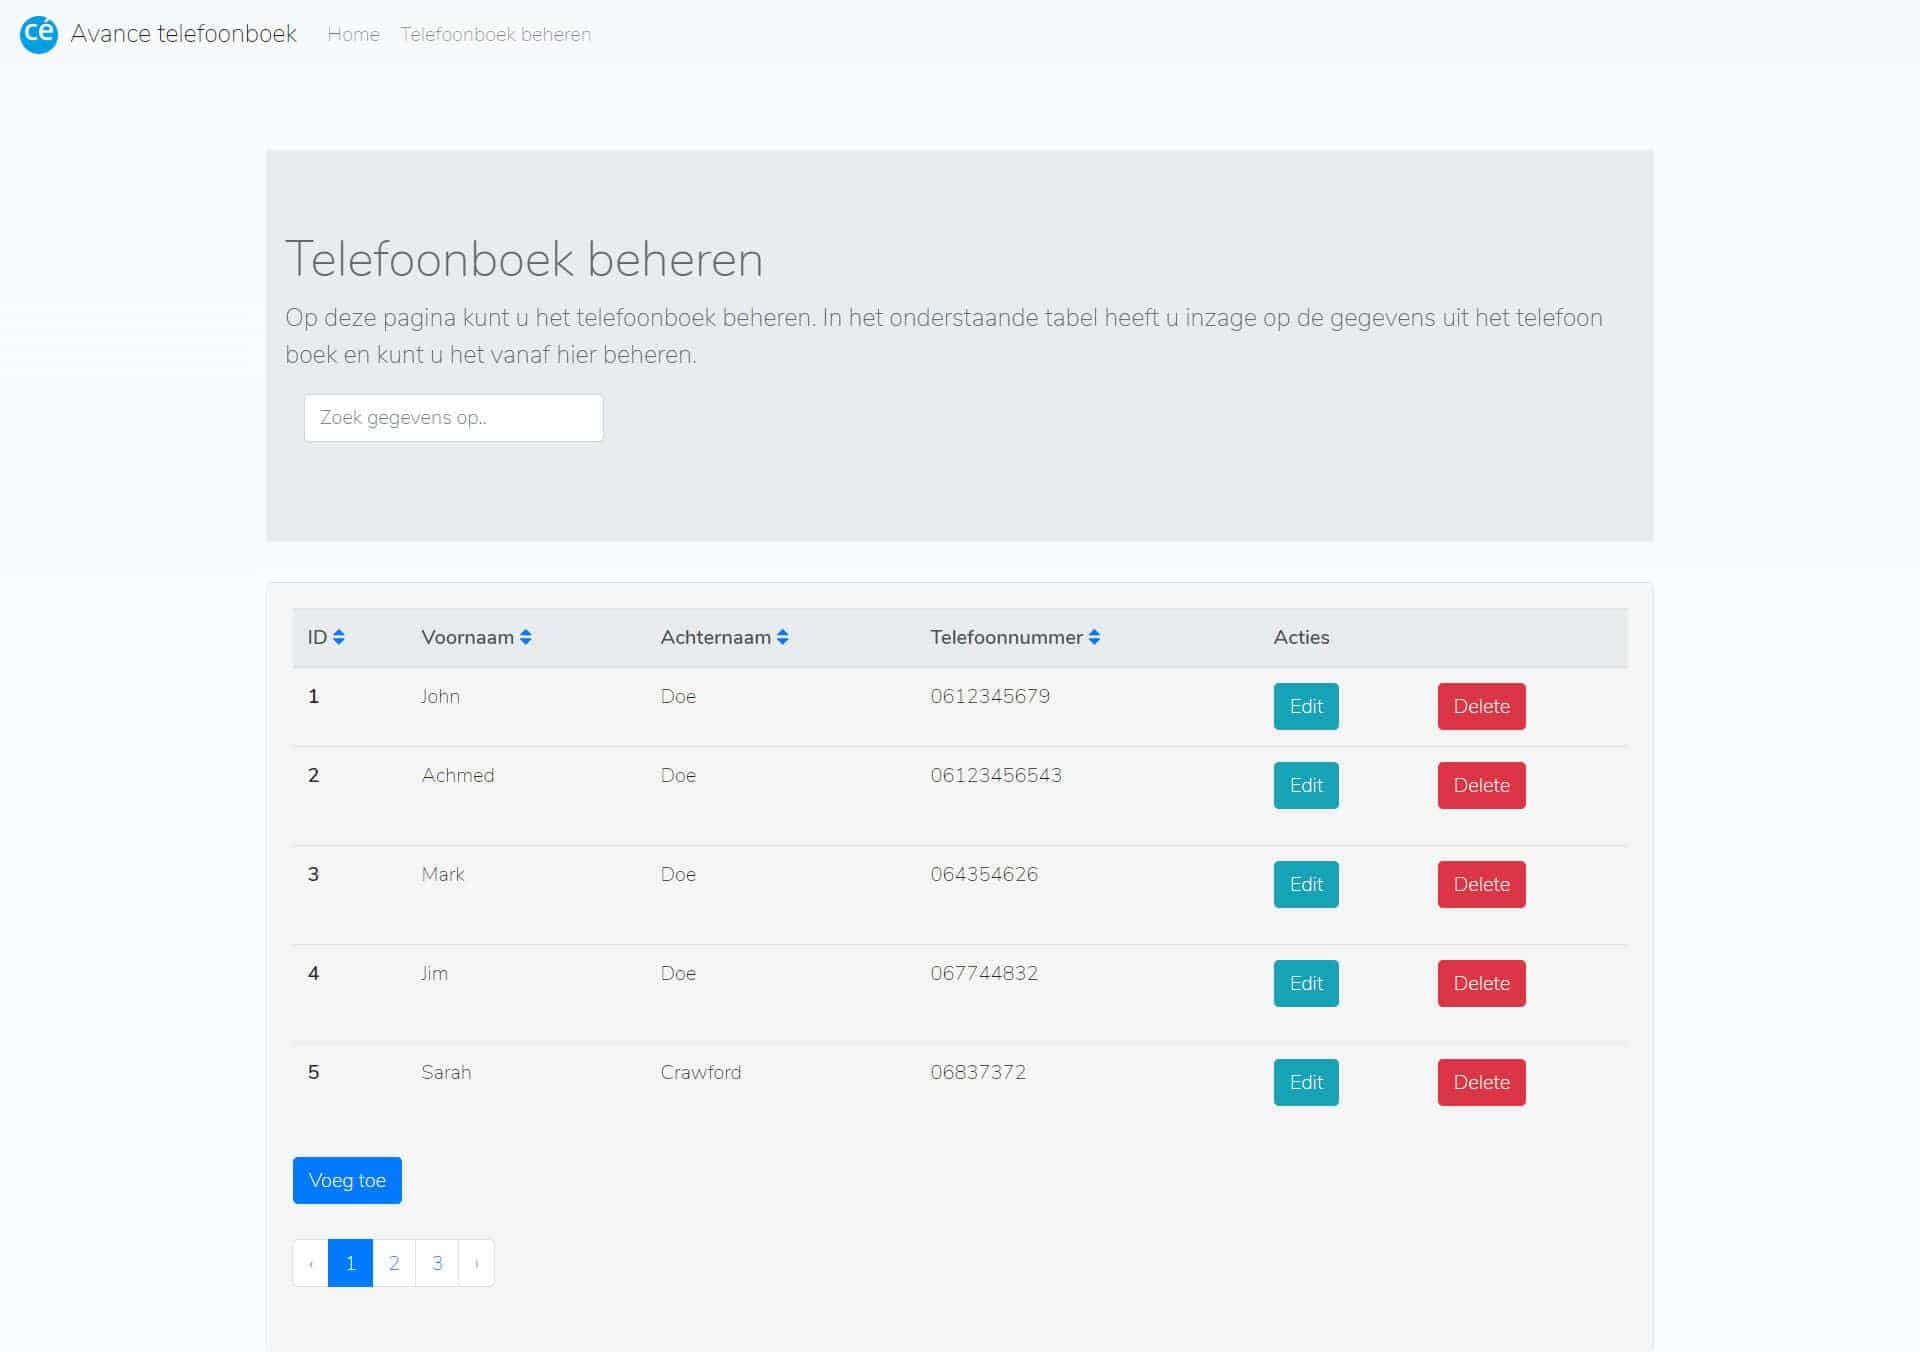 cé Avance telefoonboek Home Telefoonboek beheren
Telefoonboek beheren
Op deze pagina kunt u het telefoonboek beheren. In het onderstaande tabel heeft u inzage op de gegevens uit het telefoon
boek en kunt u het vanaf hier beheren.
Zoek gegevens op..
ID Voornaam Achternaam Telefoonnummer Acties
1 John Doe 0612345679 Edit Delete
2 Achmed Doe 06123456543 Edit Delete
3 Mark Doe 064354626 Edit Delete
4 Jim Doe 067744832 Edit Delete
5 Sarah Crawford 06837372 Edit Delete
Voeg toe
‹ 1 2 3 ›